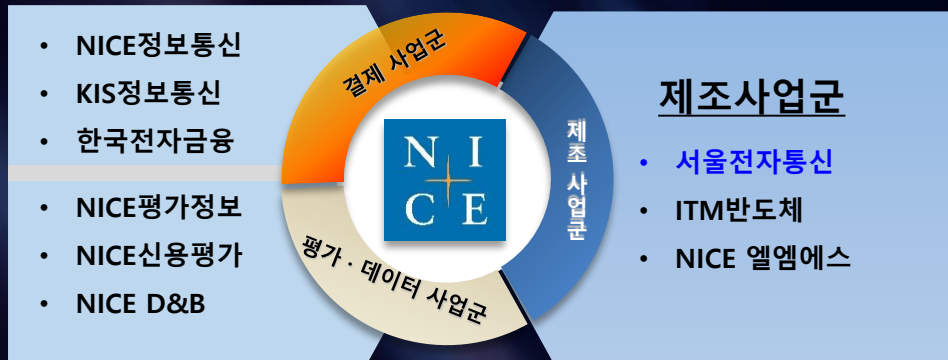 • NICE정보통신
• KIS정보통신
• 한국전자금융
• NICE평가정보
• NICE신용평가
• NICE D&B
결제 사업군
제조 사업군
평가 · 데이터 사업군
N I
C E
제조사업군
• 서울전자통신
• ITM반도체
• NICE 엘엠에스